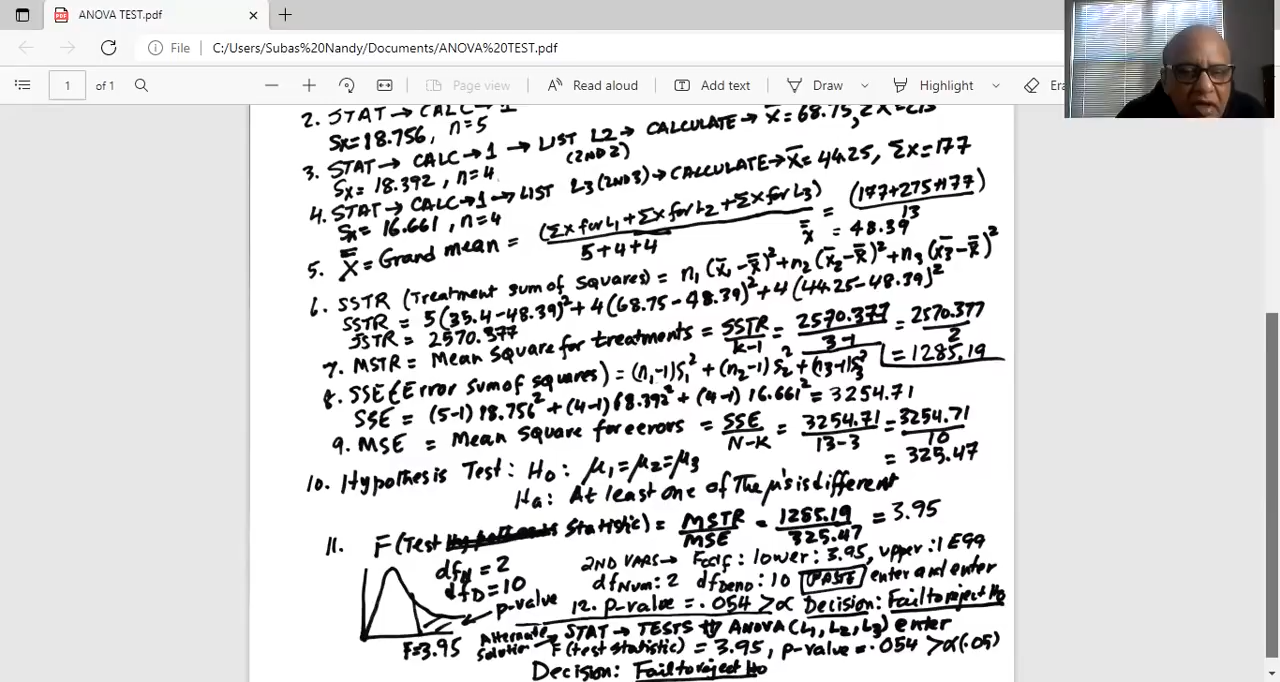 ANOVA TEST.pdf
File C:/Users/Subas%20Nandy/Documents/ANOVA%20TEST.pdf
1 of 1 Page view Read aloud Add text Draw Highlight Era
2. STAT → CALC → 1
Sx=18.756, n=5
3. STAT → CALC → 1 → LIST L2 → CALCULATE → x̄ = 68.75, Σx=
(2ND 2)
Sx = 18.392, n=4
4. STAT → CALC → 1 → LIST L3 (2ND 3) → CALCULATE → x̄ = 44.25, Σx = 177
Sx = 16.661, n=4
5. x̿ = Grand mean = (Σx for L1 + Σx for L2 + Σx for L3) / 5+4+4 = (177+275+177) / 13
x̿ = 48.39
6. SSTR (Treatment sum of Squares) = n1 (x̄1 - x̿)² + n2 (x̄2 - x̿)² + n3 (x̄3 - x̿)²
SSTR = 5(35.4-48.39)² + 4(68.75-48.39)² + 4(44.25-48.39)²
SSTR = 2570.377
7. MSTR = Mean Square for treatments = SSTR / k-1 = 2570.377 / 3-1 = 2570.377 / 2
= 1285.19
8. SSE (Error sum of squares) = (n1-1)S1² + (n2-1)S2² + (n3-1)S3²
SSE = (5-1) 18.756² + (4-1) 68.392² + (4-1) 16.661² = 3254.71
9. MSE = Mean Square for errors = SSE / N-K = 3254.71 / 13-3 = 3254.71 / 10
= 325.47
10. Hypothesis Test: Ho: μ1=μ2=μ3
Ha: At least one of The μ's is different
11. F(Test Statistic) = MSTR / MSE = 1285.19 / 325.47 = 3.95
dfN = 2
dfD = 10
2ND VARS → Fcdf: lower: 3.95, upper: 1E99
dfNum: 2 dfDeno: 10 PASTE enter and enter
p-value
12. p-value = .054 > α Decision: Fail to reject Ho
F=3.95
Alternate solution → STAT → TESTS ANOVA (L1, L2, L3) enter
F (test statistic) = 3.95, p-value = .054 > α(.05)
Decision: Fail to reject Ho